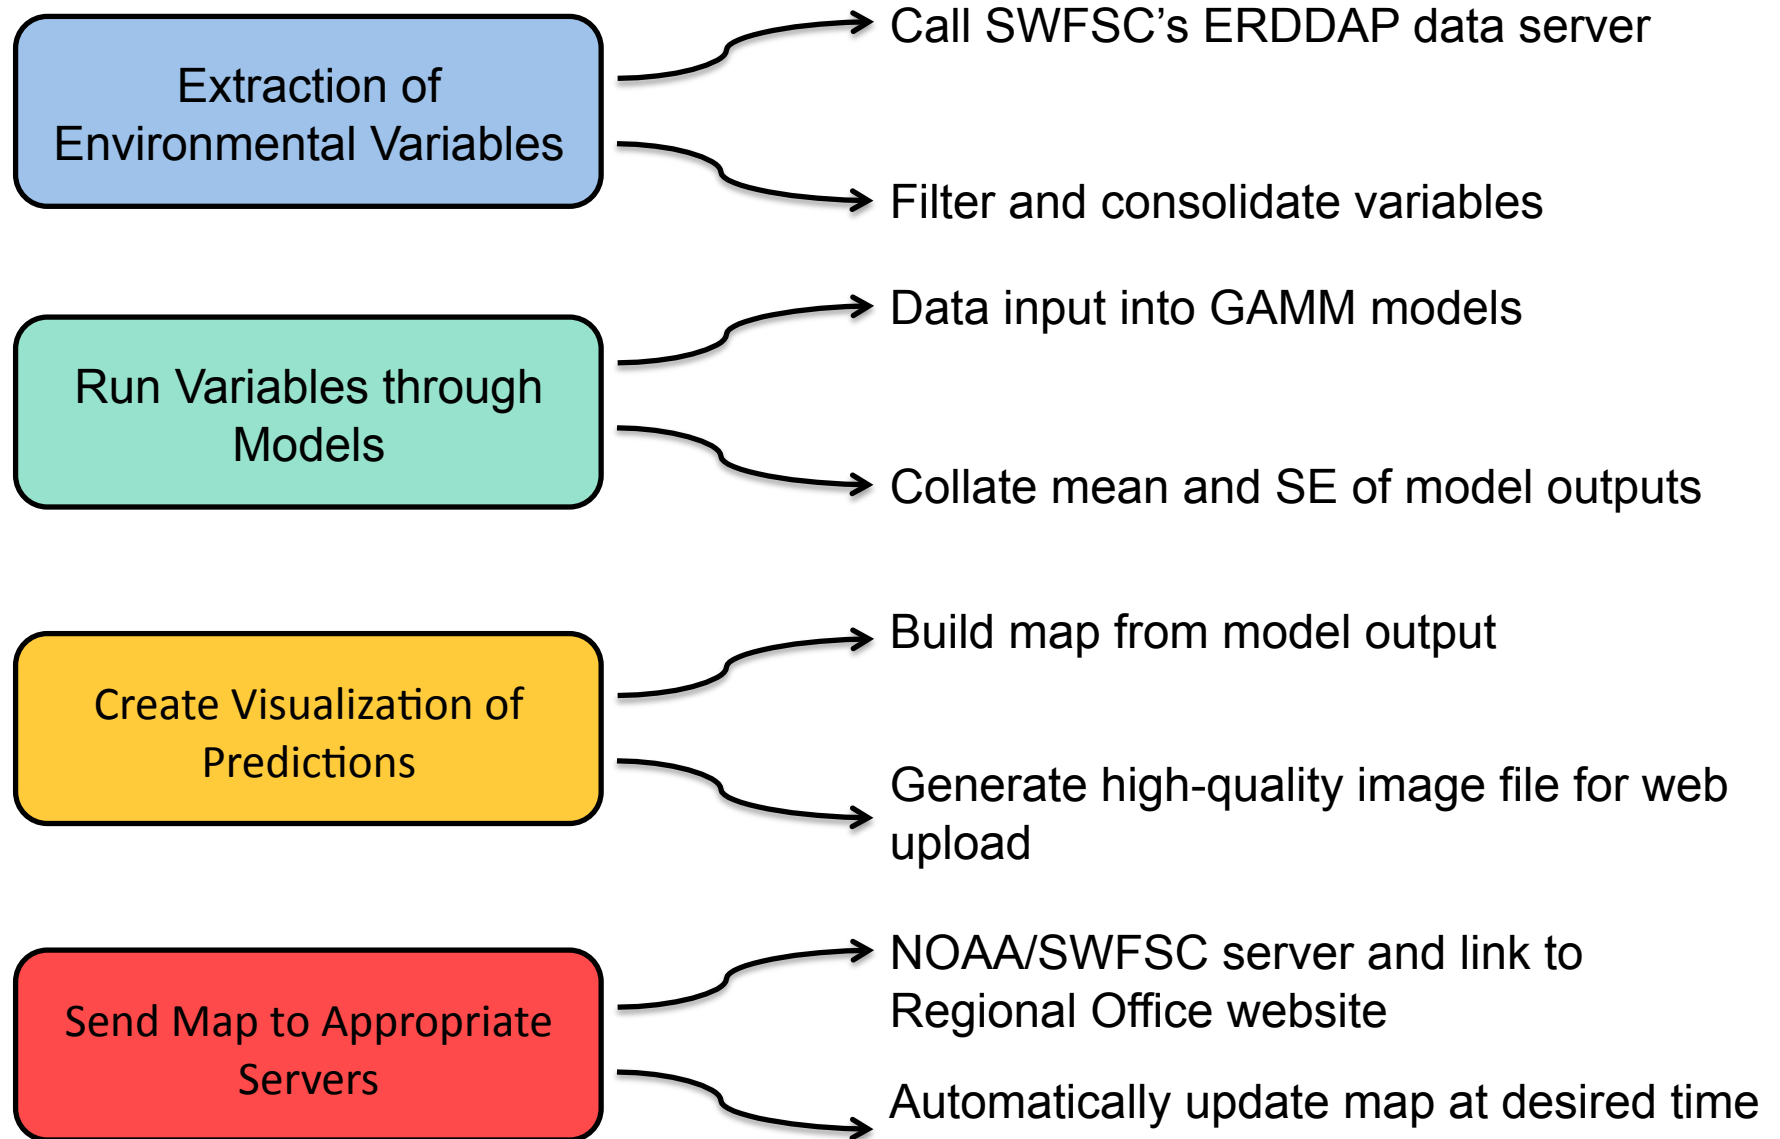 Extraction of
Environmental Variables
Call SWFSC’s ERDDAP data server
Filter and consolidate variables
Run Variables through
Models
Data input into GAMM models
Collate mean and SE of model outputs
Create Visualization of
Predictions
Build map from model output
Generate high-quality image file for web
upload
Send Map to Appropriate
Servers
NOAA/SWFSC server and link to
Regional Office website
Automatically update map at desired time